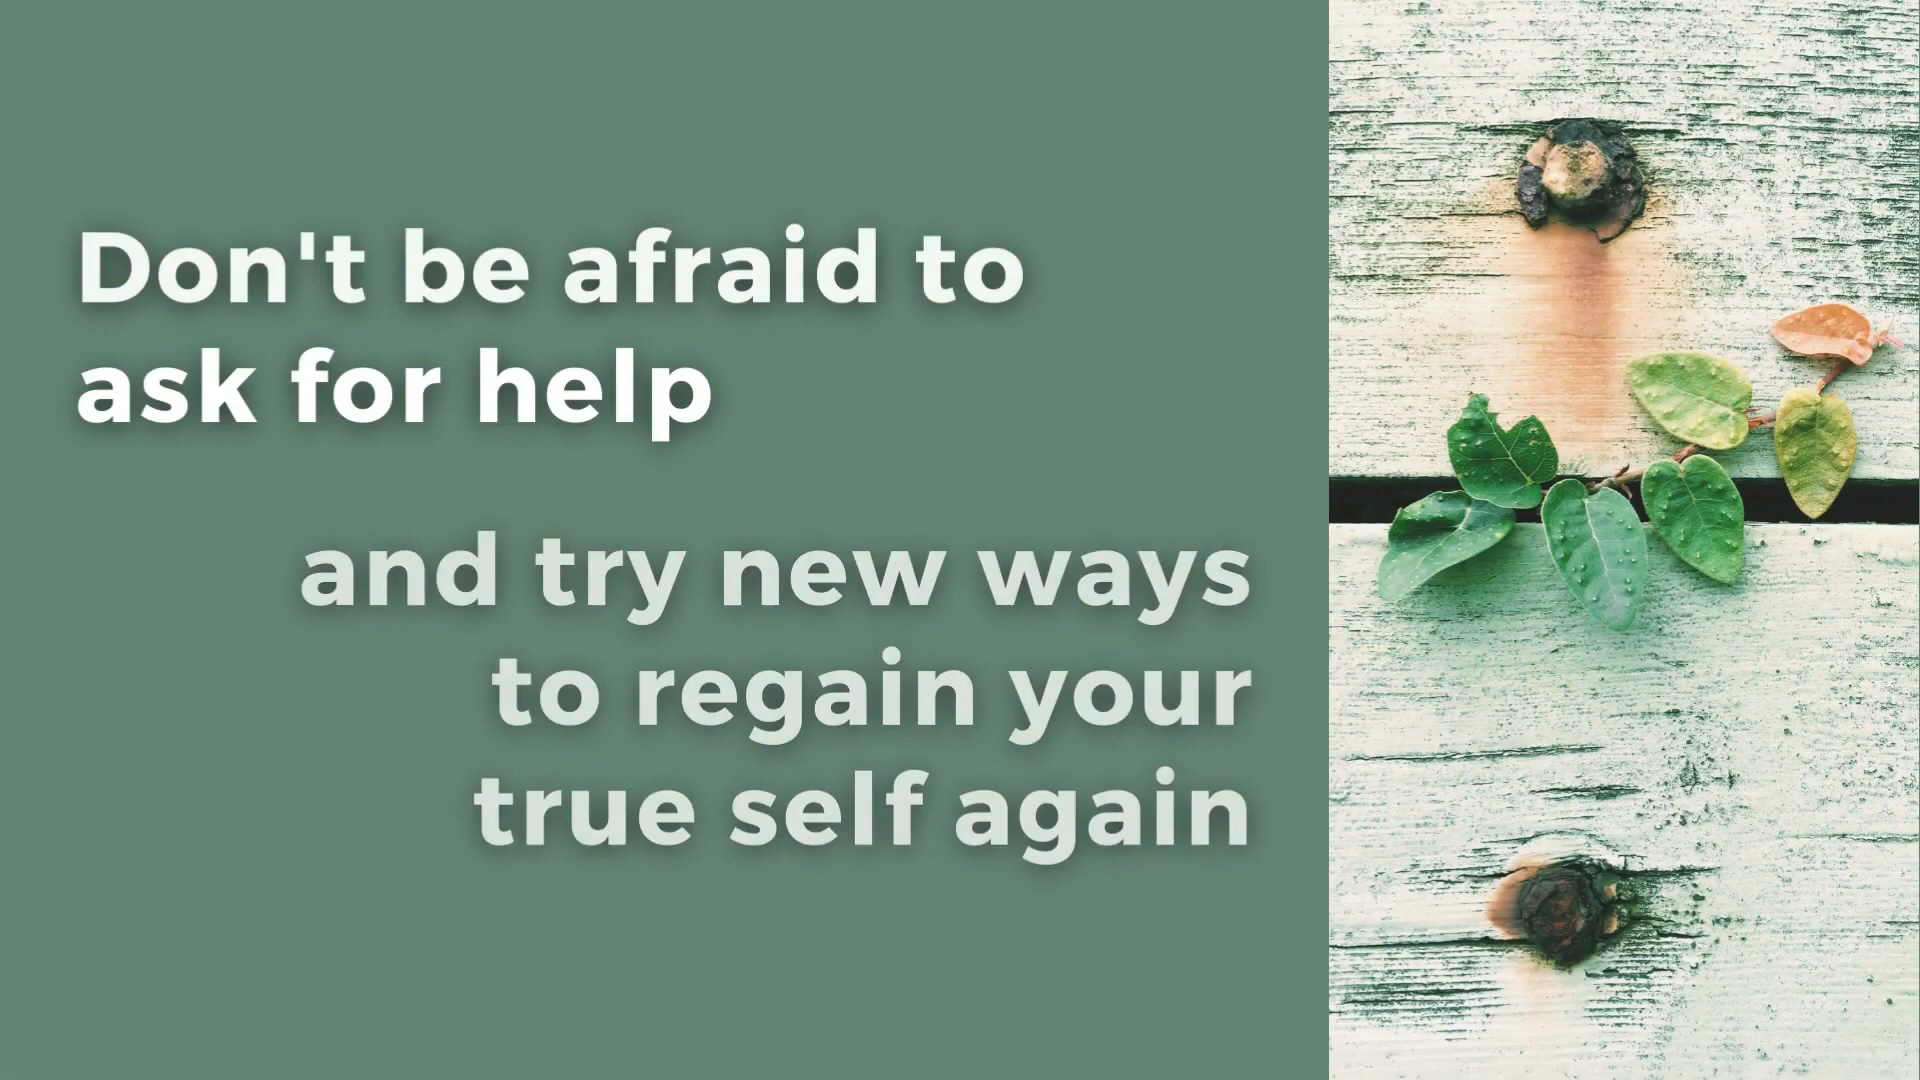 Don't be afraid to
ask for help
and try new ways
to regain your
true self again